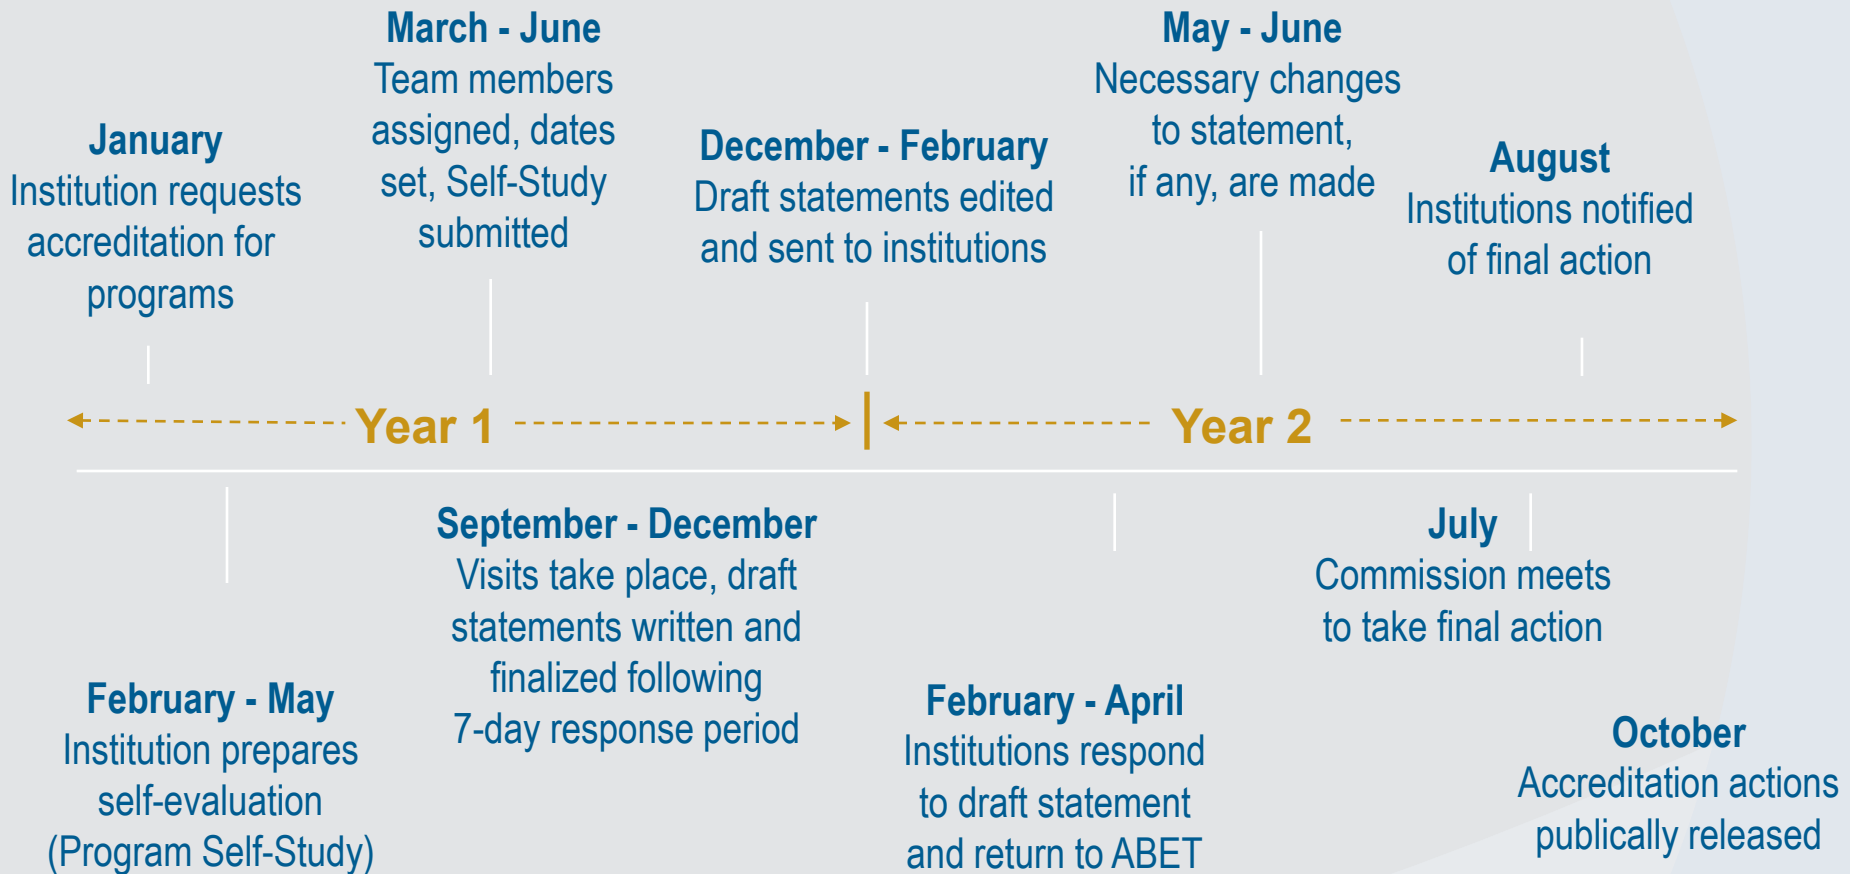 January
Institution requests
accreditation for
programs
March - June
Team members
assigned, dates
set, Self-Study
submitted
December - February
Draft statements edited
and sent to institutions
May - June
Necessary changes
to statement,
if any, are made
August
Institutions notified
of final action
Year 1
Year 2
February - May
Institution prepares
self-evaluation
(Program Self-Study)
September - December
Visits take place, draft
statements written and
finalized following
7-day response period
February - April
Institutions respond
to draft statement
and return to ABET
July
Commission meets
to take final action
October
Accreditation actions
publically released